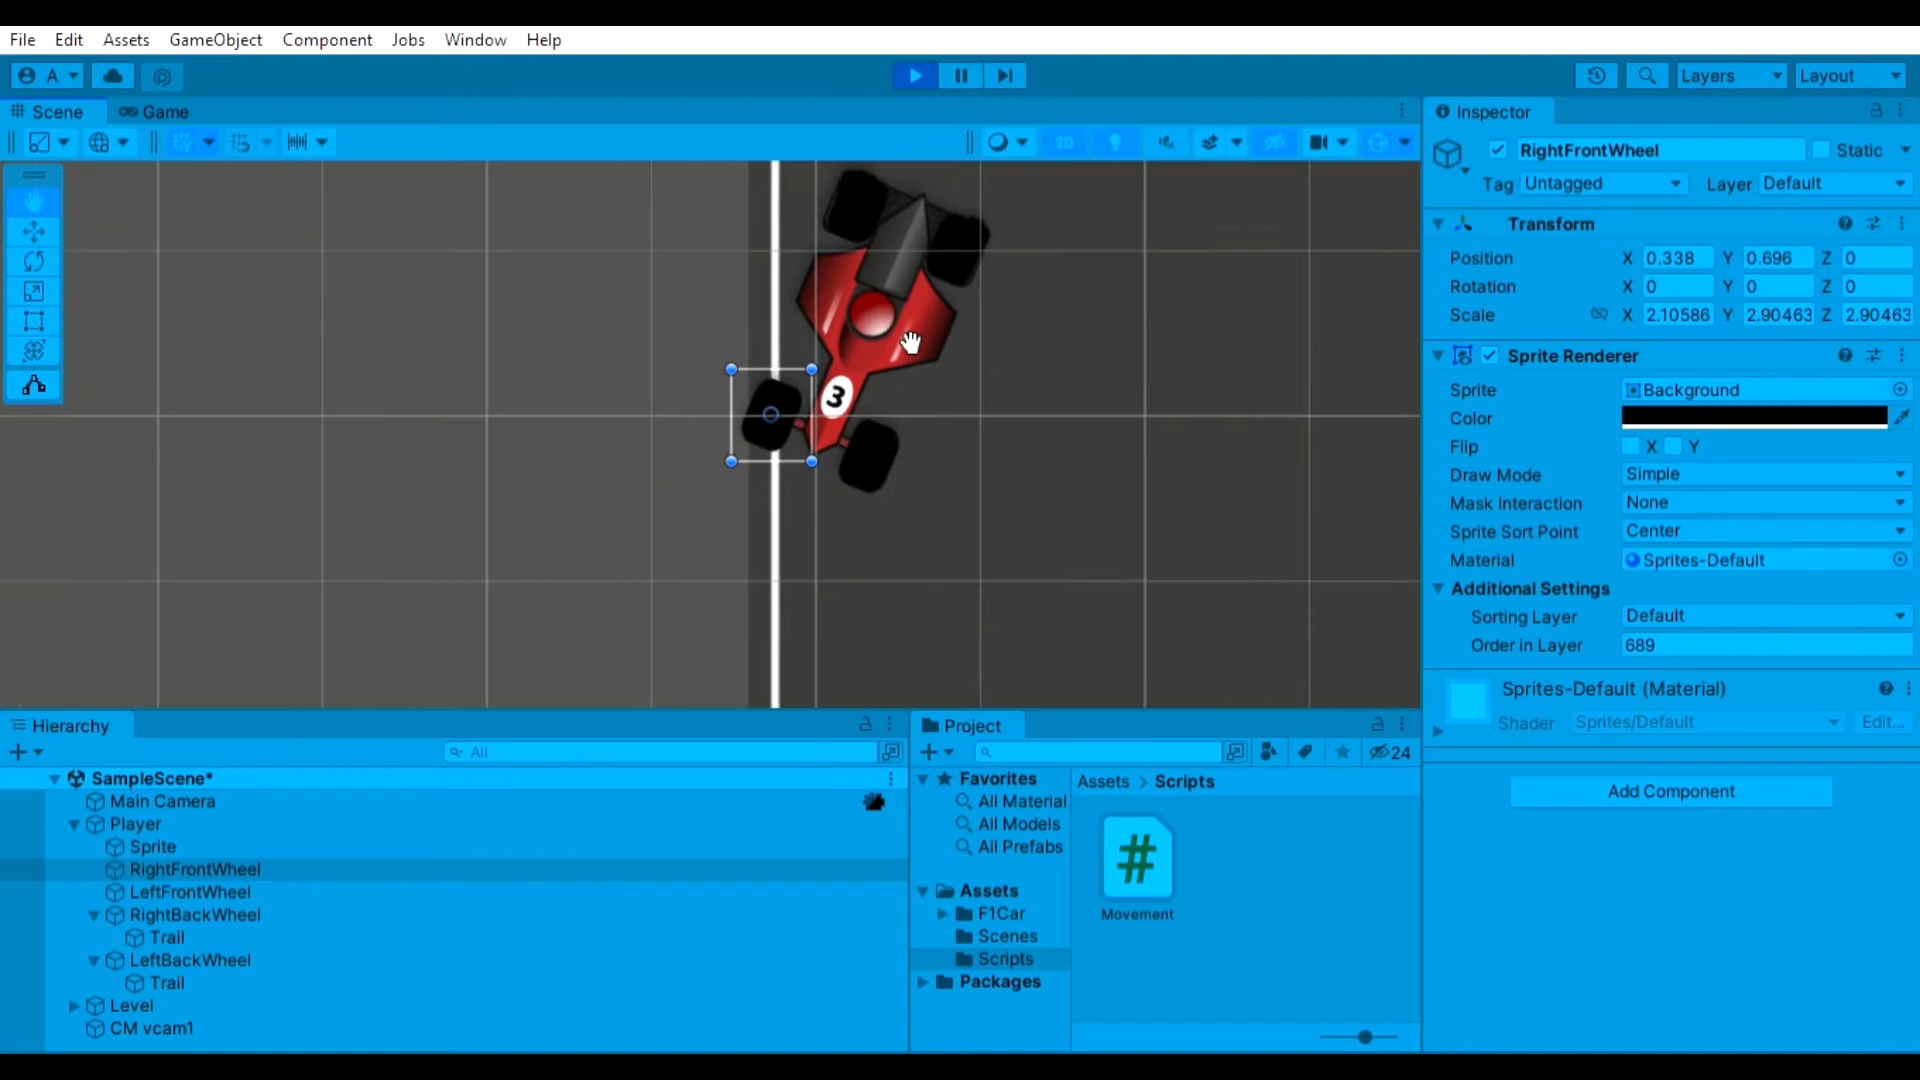 File Edit Assets GameObject Component Jobs Window Help
A Layers Layout
Scene Game
2D
3
Inspector
RightFrontWheel Static
Tag Untagged Layer Default
Transform
Position X 0.338 Y 0.696 Z 0
Rotation X 0 Y 0 Z 0
Scale X 2.10586 Y 2.90463 Z 2.90463
Sprite Renderer
Sprite Background
Color
Flip X Y
Draw Mode Simple
Mask Interaction None
Sprite Sort Point Center
Material Sprites-Default
Additional Settings
Sorting Layer Default
Order in Layer 689
Sprites-Default (Material)
Shader Sprites/Default Edit...
Add Component
Hierarchy
All
SampleScene*
Main Camera
Player
Sprite
RightFrontWheel
LeftFrontWheel
RightBackWheel
Trail
LeftBackWheel
Trail
Level
CM vcam1
Project
24
Favorites
All Material
All Models
All Prefabs
Assets
F1Car
Scenes
Scripts
Packages
Assets > Scripts
#
Movement